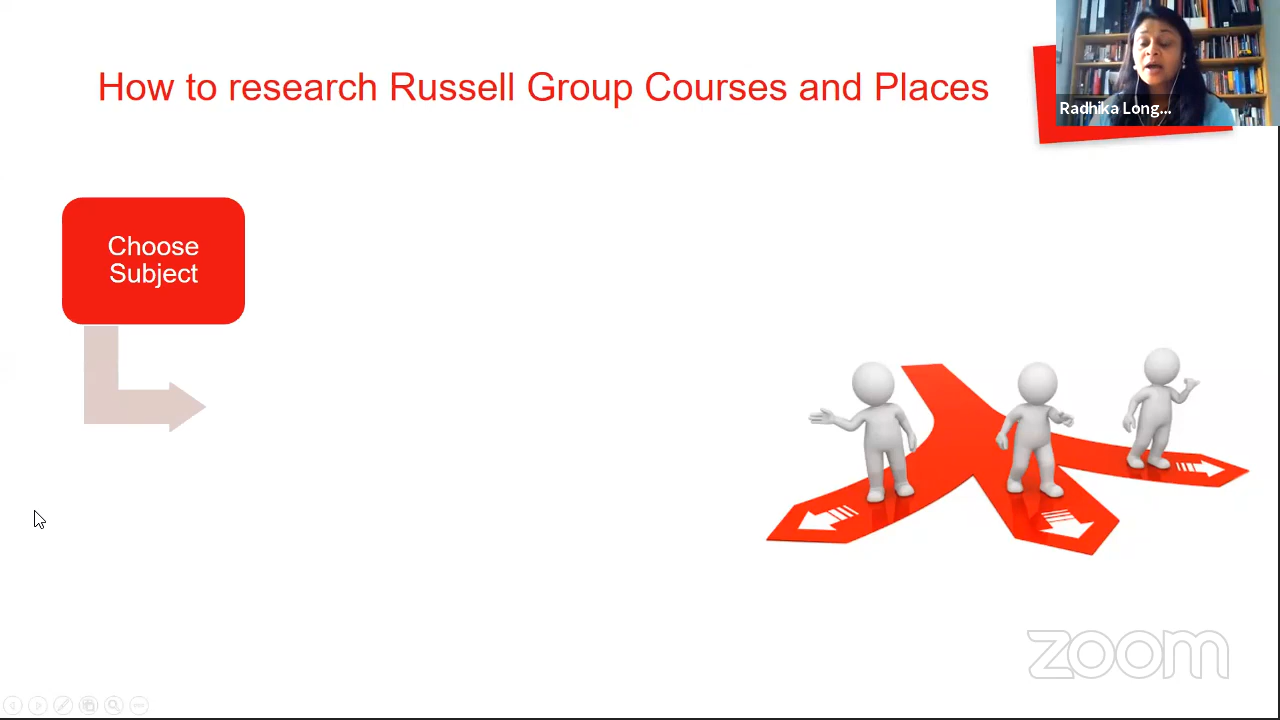 How to research Russell Group Courses and Places
Radhika Long...
Choose
Subject
zoom